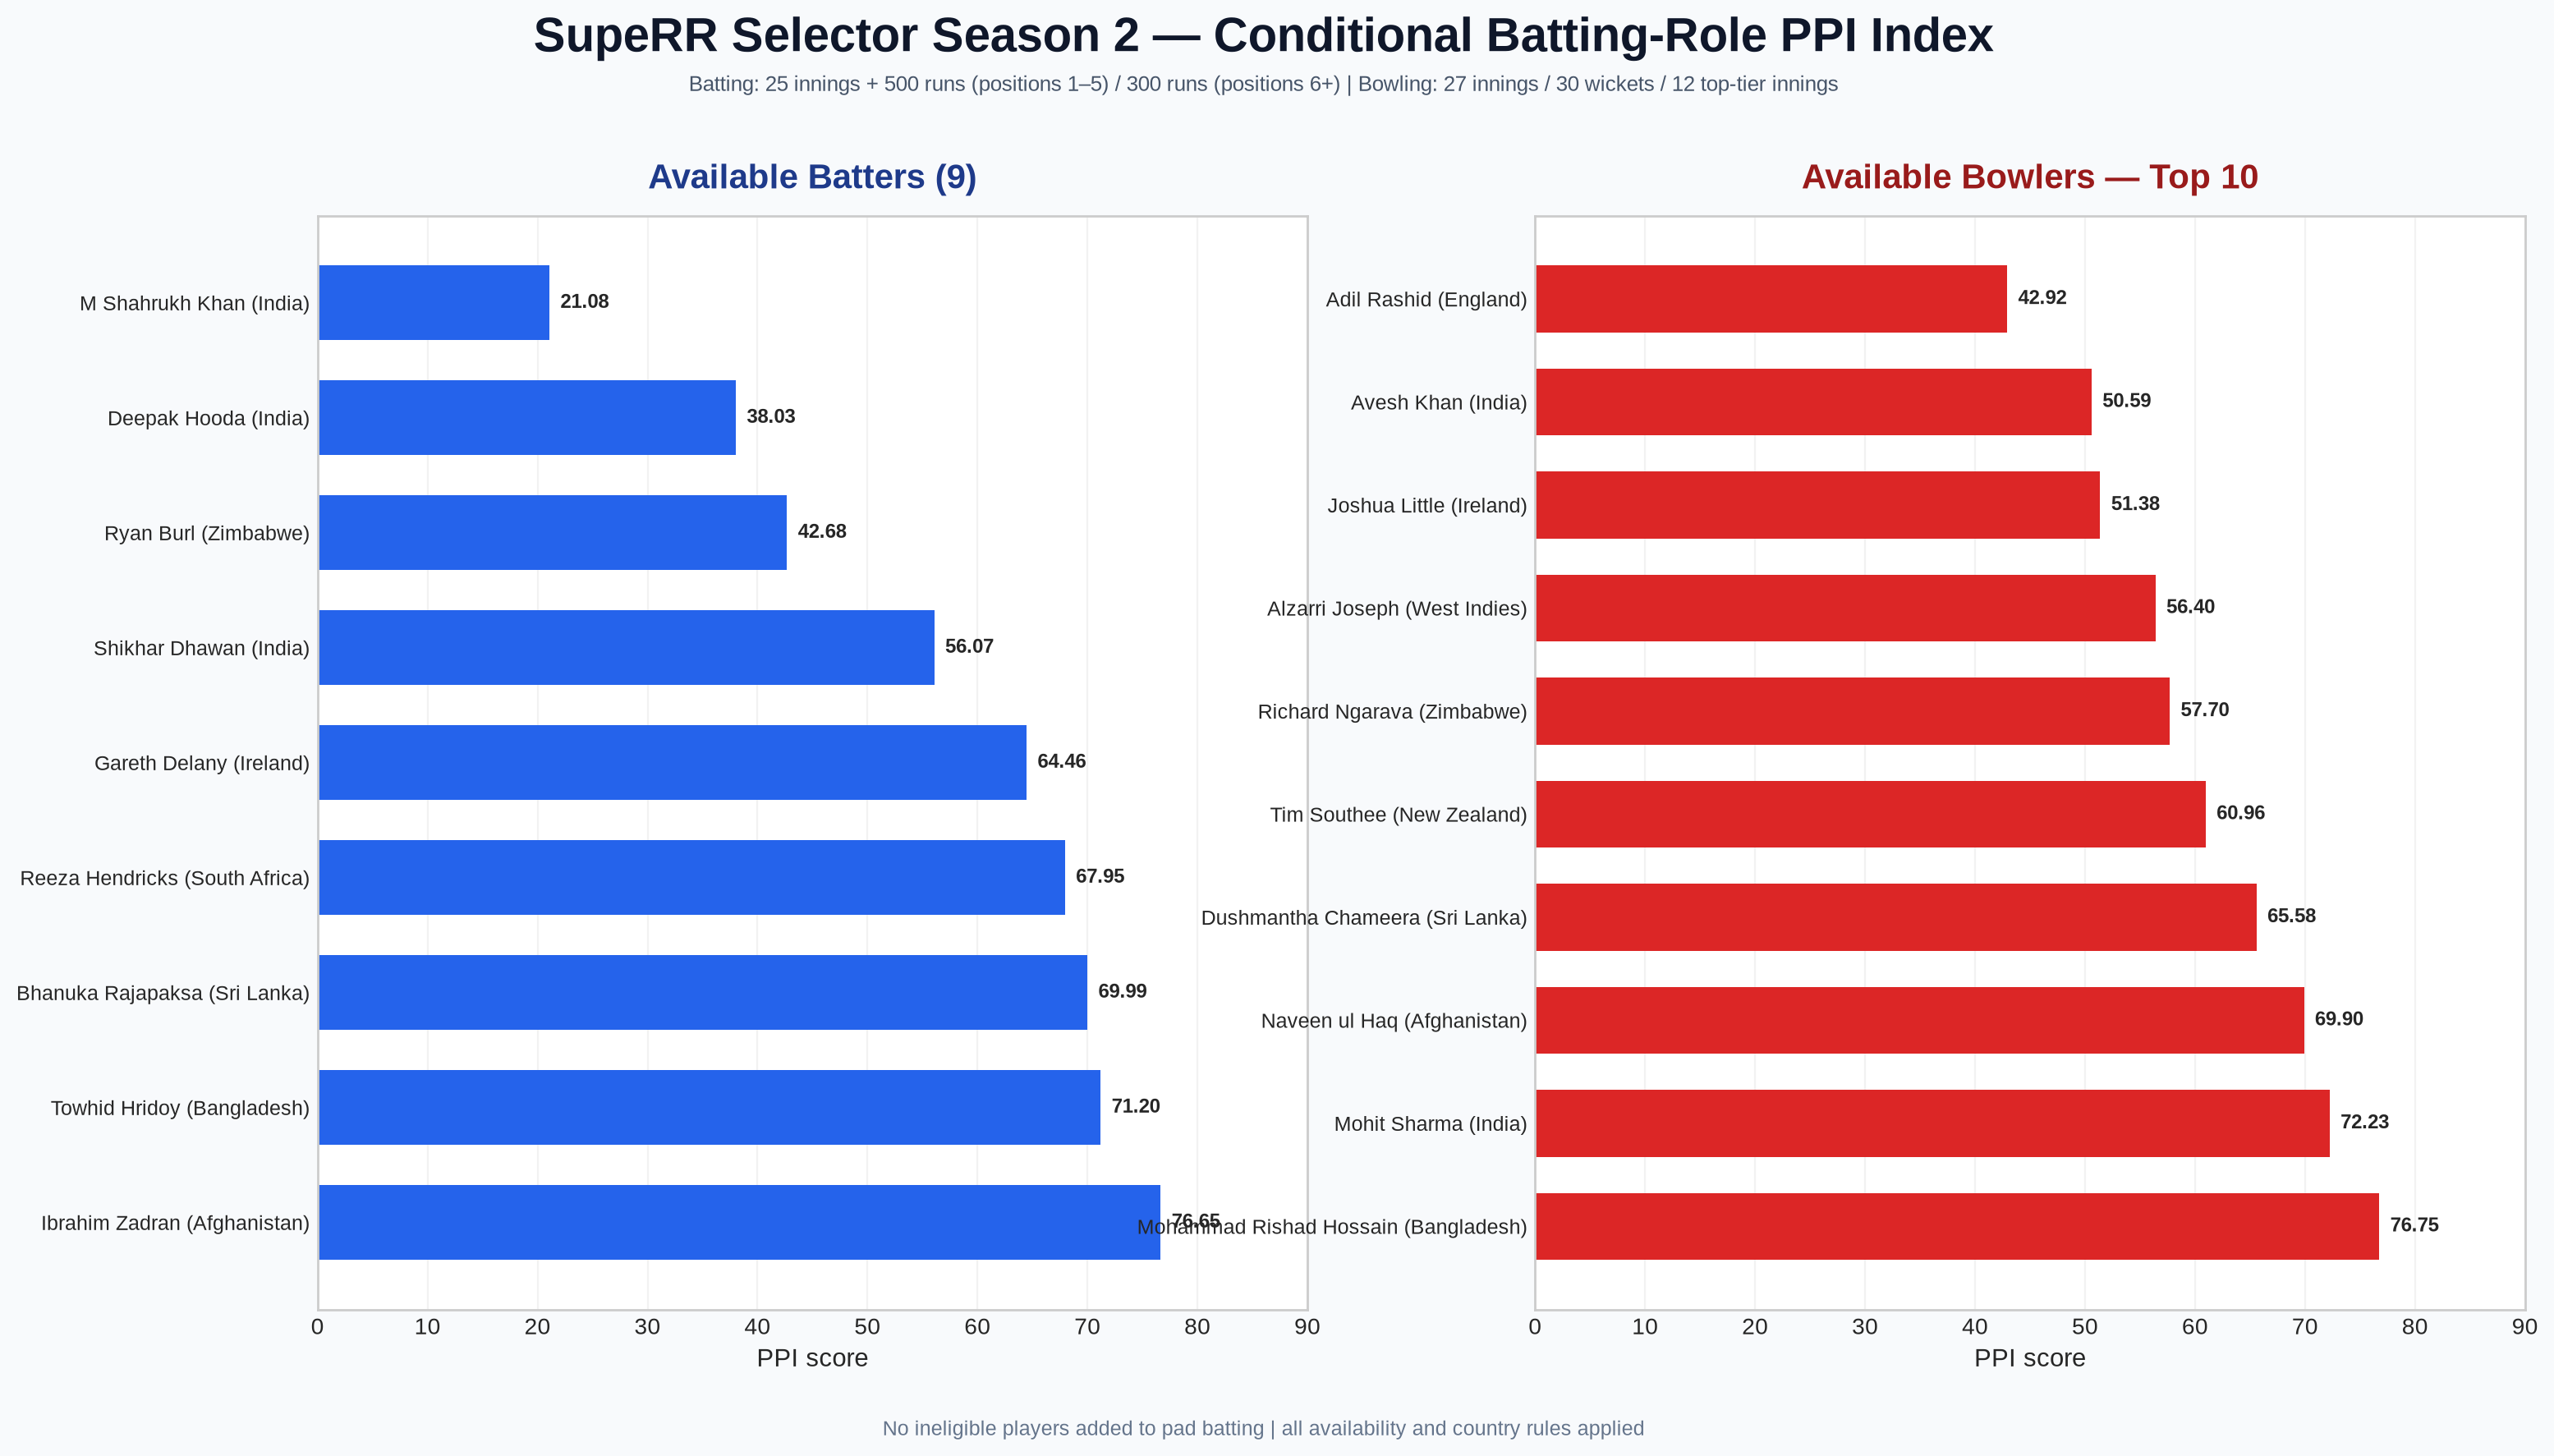 SupeRR Selector Season 2 — Conditional Batting-Role PPI Index
Batting: 25 innings + 500 runs (positions 1–5) / 300 runs (positions 6+) | Bowling: 27 innings / 30 wickets / 12 top-tier innings
Available Batters (9)
M Shahrukh Khan (India) 21.08
Deepak Hooda (India) 38.03
Ryan Burl (Zimbabwe) 42.68
Shikhar Dhawan (India) 56.07
Gareth Delany (Ireland) 64.46
Reeza Hendricks (South Africa) 67.95
Bhanuka Rajapaksa (Sri Lanka) 69.99
Towhid Hridoy (Bangladesh) 71.20
Ibrahim Zadran (Afghanistan) 76.65
0 10 20 30 40 50 60 70 80 90
PPI score
Available Bowlers — Top 10
Adil Rashid (England) 42.92
Avesh Khan (India) 50.59
Joshua Little (Ireland) 51.38
Alzarri Joseph (West Indies) 56.40
Richard Ngarava (Zimbabwe) 57.70
Tim Southee (New Zealand) 60.96
Dushmantha Chameera (Sri Lanka) 65.58
Naveen ul Haq (Afghanistan) 69.90
Mohit Sharma (India) 72.23
Mohammad Rishad Hossain (Bangladesh) 76.75
0 10 20 30 40 50 60 70 80 90
PPI score
No ineligible players added to pad batting | all availability and country rules applied